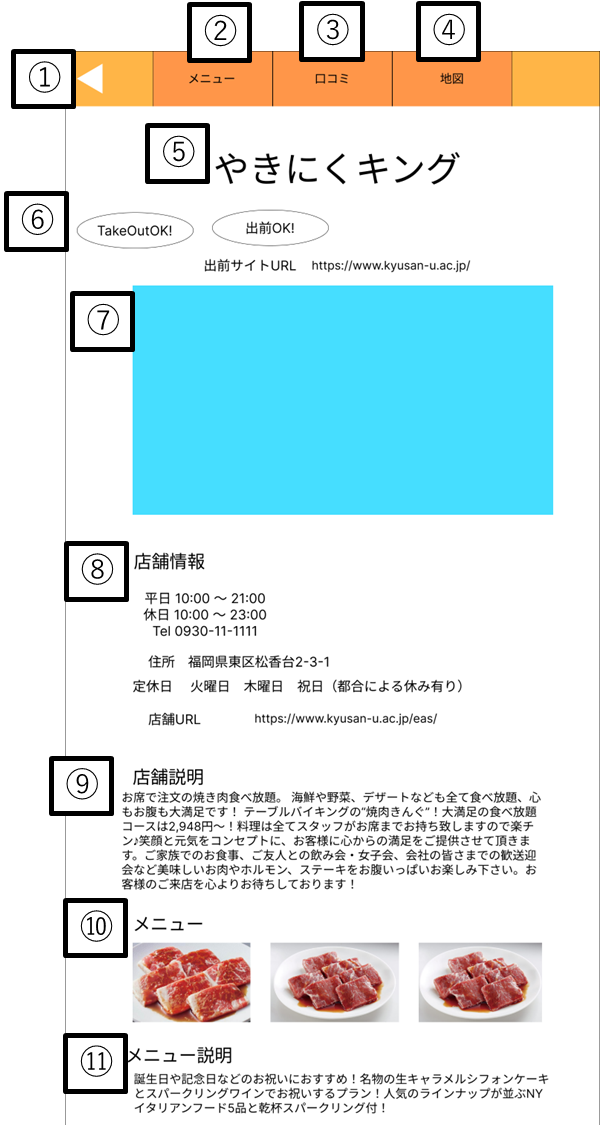 ②
③
④
①
メニュー
口コミ
地図
⑤
やきにくキング
⑥
TakeOutOK!
出前OK!
出前サイトURL https://www.kyusan-u.ac.jp/
⑦
⑧
店舗情報
平日 10:00 〜 21:00
休日 10:00 〜 23:00
Tel 0930-11-1111
住所 福岡県東区松香台2-3-1
定休日 火曜日 木曜日 祝日（都合による休み有り）
店舗URL https://www.kyusan-u.ac.jp/eas/
⑨
店舗説明
お席で注文の焼き肉食べ放題。 海鮮や野菜、デザートなども全て食べ放題、心
もお腹も大満足です！ テーブルバイキングの"焼肉きんぐ"！大満足の食べ放題
コースは2,948円〜！料理は全てスタッフがお席までお持ち致しますので楽チ
ン♪笑顔と元気をコンセプトに、お客様に心からの満足をご提供させて頂きま
す。ご家族でのお食事、ご友人との飲み会・女子会、会社の皆さまでの歓送迎
会など美味しいお肉やホルモン、ステーキをお腹いっぱいお楽しみ下さい。お
客様のご来店を心よりお待ちしております！
⑩
メニュー
⑪
メニュー説明
誕生日や記念日などのお祝いにおすすめ！名物の生キャラメルシフォンケーキ
とスパークリングワインでお祝いするプラン！人気のラインナップが並ぶNY
イタリアンフード5品と乾杯スパークリング付！